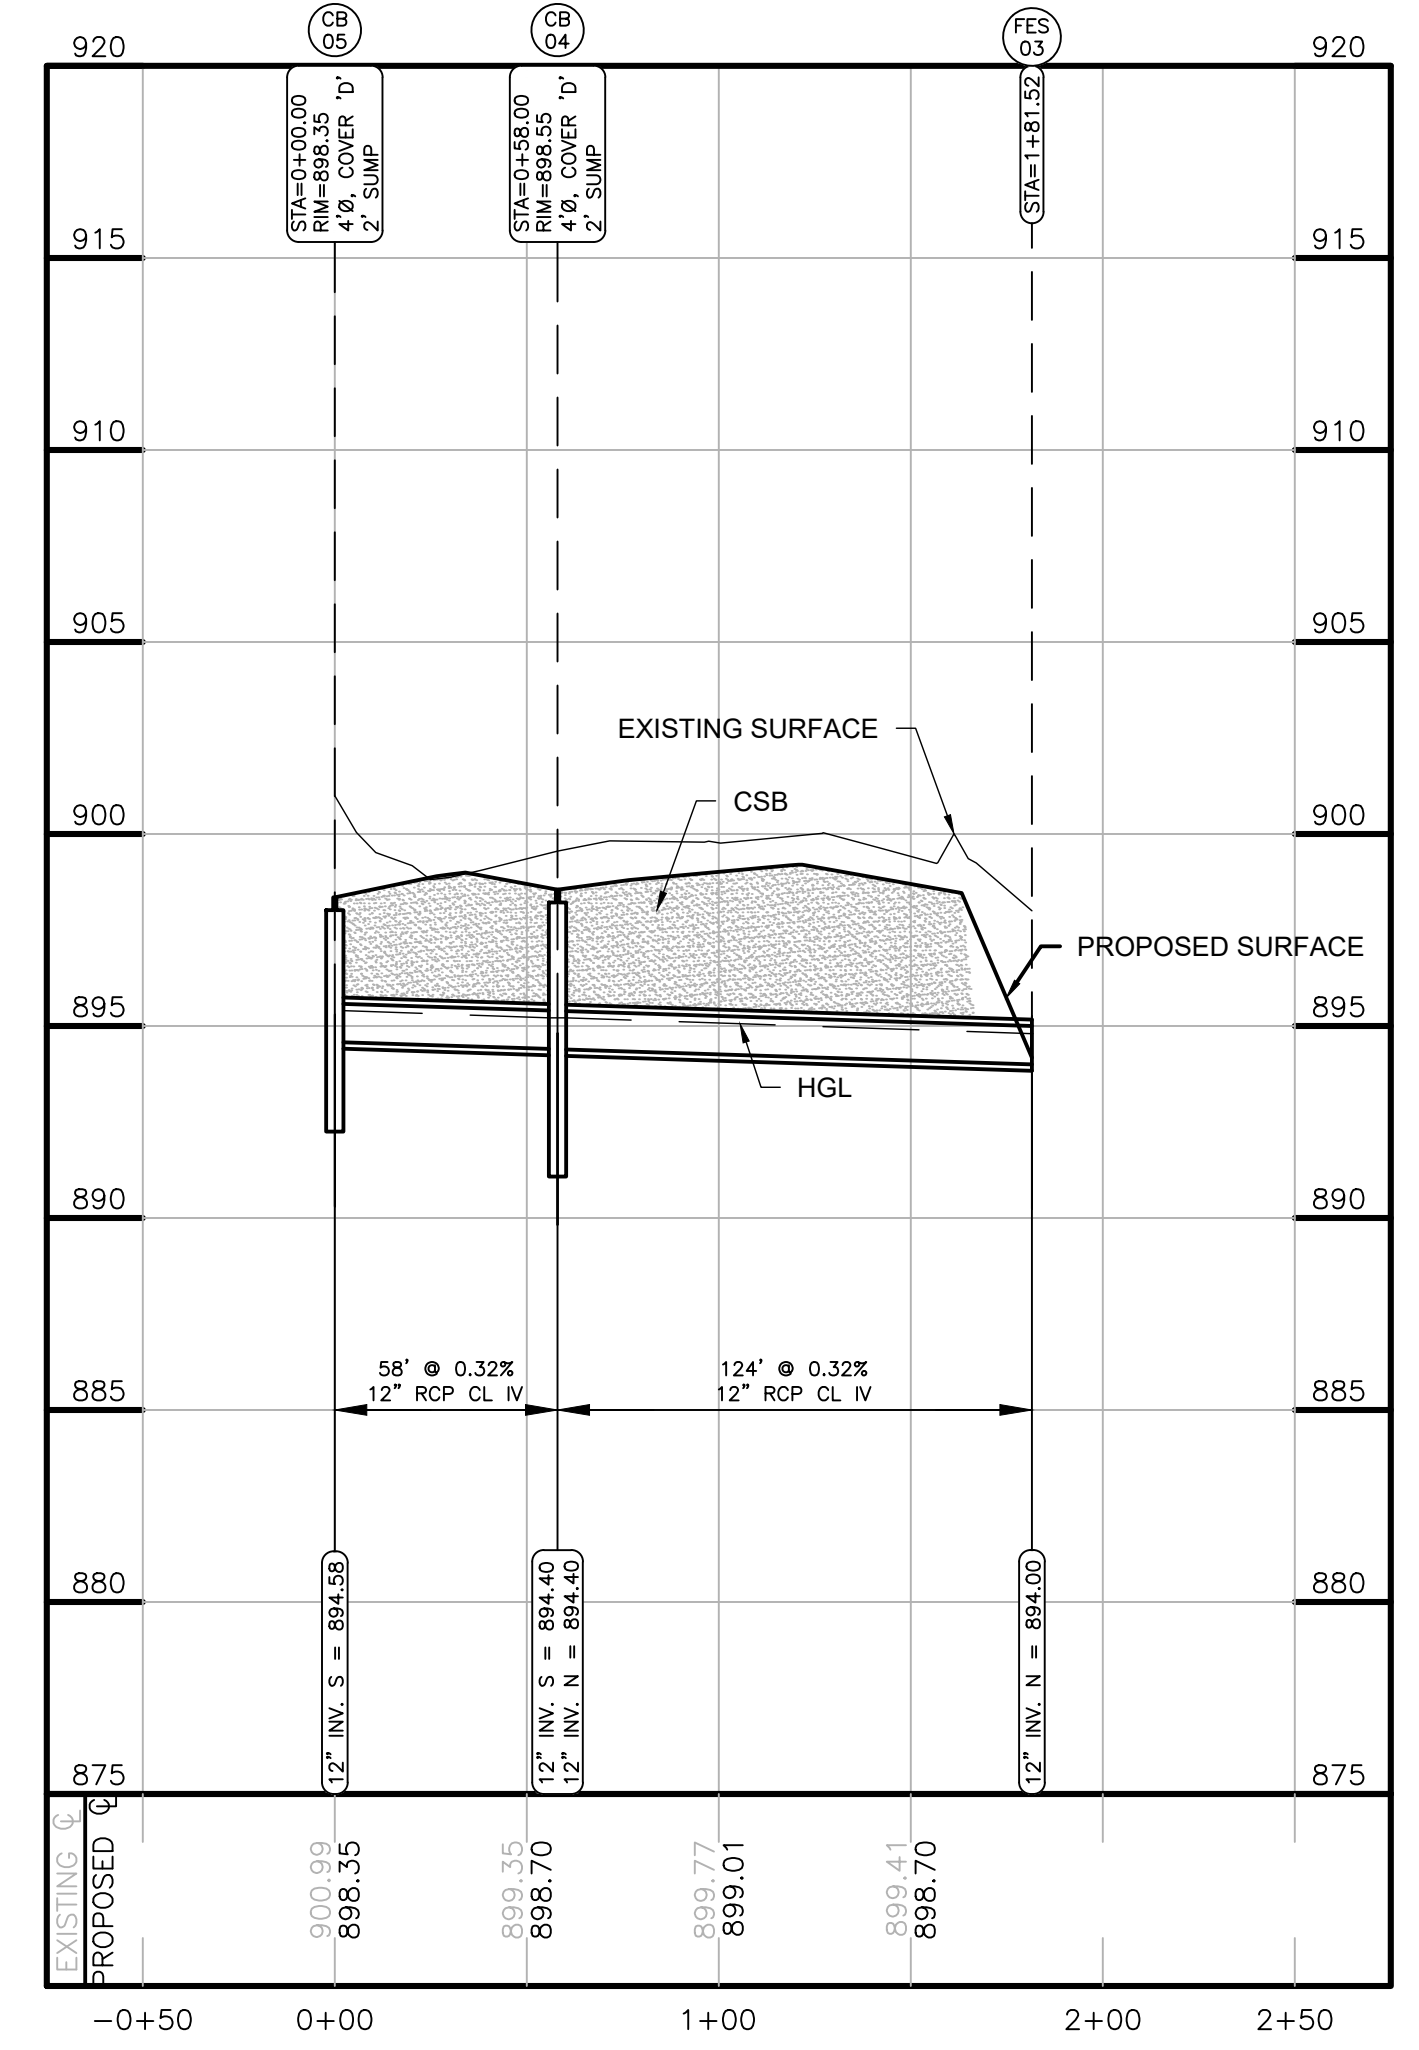 CB
05
CB
04
FES
03
920
920
STA=0+00.00
RIM=898.35
4'Ø, COVER 'D'
2' SUMP
STA=0+58.00
RIM=898.55
4'Ø, COVER 'D'
2' SUMP
STA=1+81.52
915
915
910
910
905
905
EXISTING SURFACE
CSB
900
900
PROPOSED SURFACE
895
895
HGL
890
890
58' @ 0.32%
12" RCP CL IV
124' @ 0.32%
12" RCP CL IV
885
885
12" INV. S = 894.58
12" INV. S = 894.40
12" INV. N = 894.40
12" INV. N = 894.00
880
880
875
875
EXISTING ℄
PROPOSED ℄
900.99
898.35
899.35
898.70
899.77
899.01
899.41
898.70
-0+50
0+00
1+00
2+00
2+50